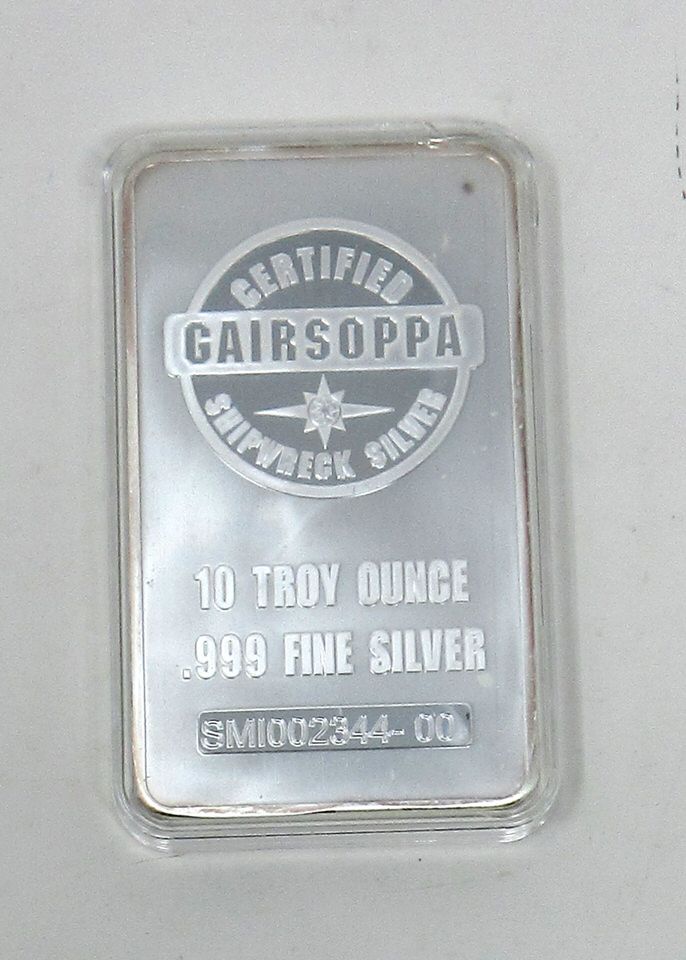 CERTIFIED
GAIRSOPPA
SHIPWRECK SILVER
10 TROY OUNCE
.999 FINE SILVER
SMI002344-00